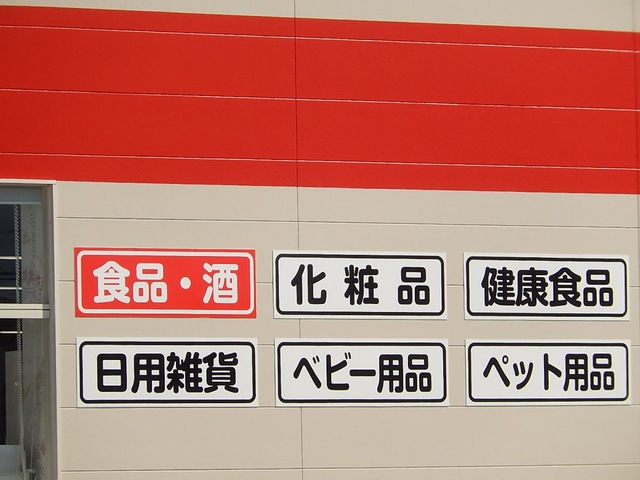 食品・酒
化粧品
健康食品
日用雑貨
ベビー用品
ペット用品